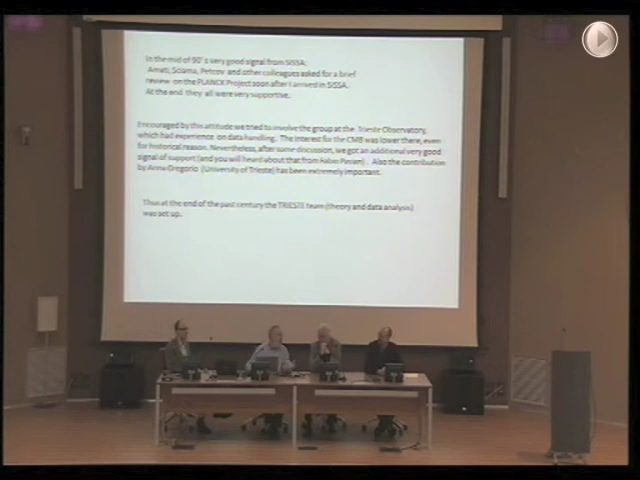 In the mid of 90' s very good signal from SISSA.
Amati, Sciama, Petcov and other colleagues asked for a brief
review on the PLANCK Project soon after I arrived in SISSA.
At the end they all were very supportive.
Encouraged by this attitude we tried to involve the group at the Trieste Observatory,
which had experience on data handling. The interest for the CMB was lower there, even
for historical reason. Nevertheless, after some discussion, we got an additional very good
signal of support (and you will heard about that from Fabio Pasian) . Also the contribution
by Anna Gregorio (University of Trieste) has been extremely important.
Thus at the end of the past century the TRIESTE team (theory and data analysis)
was set up.